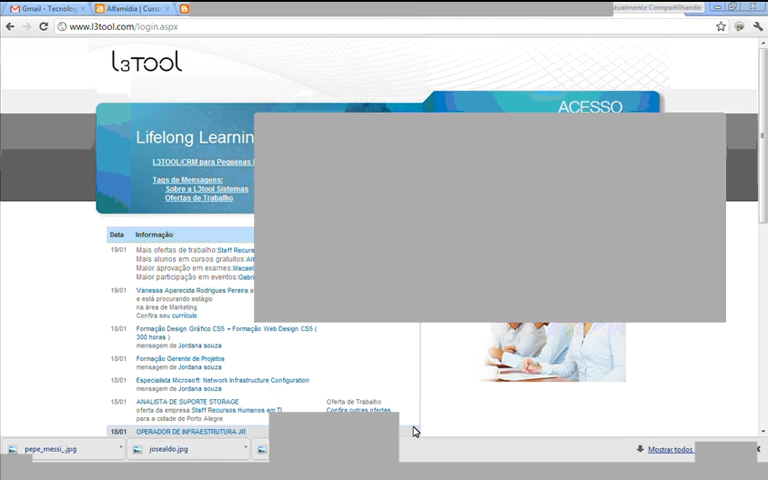 Gmail - Tecnolog
Alfamídia | Curso
ualmente Compartilhando
www.l3tool.com/login.aspx
L3TOOL
ACESSO
Lifelong Learnin
L3TOOL/CRM para Pequenas
Tags de Mensagens:
Sobre a L3tool Sistemas
Ofertas de Trabalho
Data Informação
19/01 Mais ofertas de trabalho:Staff Recurs
Mais alunos em cursos gratuitos:
Maior aprovação em exames:Macae
Maior participação em eventos:Gabri
19/01 Vanessa Aparecida Rodrigues Pereira
e está procurando estágio
na área de Marketing
Confira seu currículo
18/01 Formação Design Gráfico CS5 + Formação Web Design CS5 (
300 horas )
mensagem de Jordana souza
18/01 Formação Gerente de Projetos
mensagem de Jordana souza
18/01 Especialista Microsoft: Network Infrastructure Configuration
mensagem de Jordana souza
18/01 ANALISTA DE SUPORTE STORAGE Oferta de Trabalho
oferta da empresa Staff Recursos Humanos em TI Confira outras ofertas
para a cidade de Porto Alegre
18/01 OPERADOR DE INFRAESTRUTURA JR
pepe_messi_.jpg
josealdo.jpg
Mostrar todos